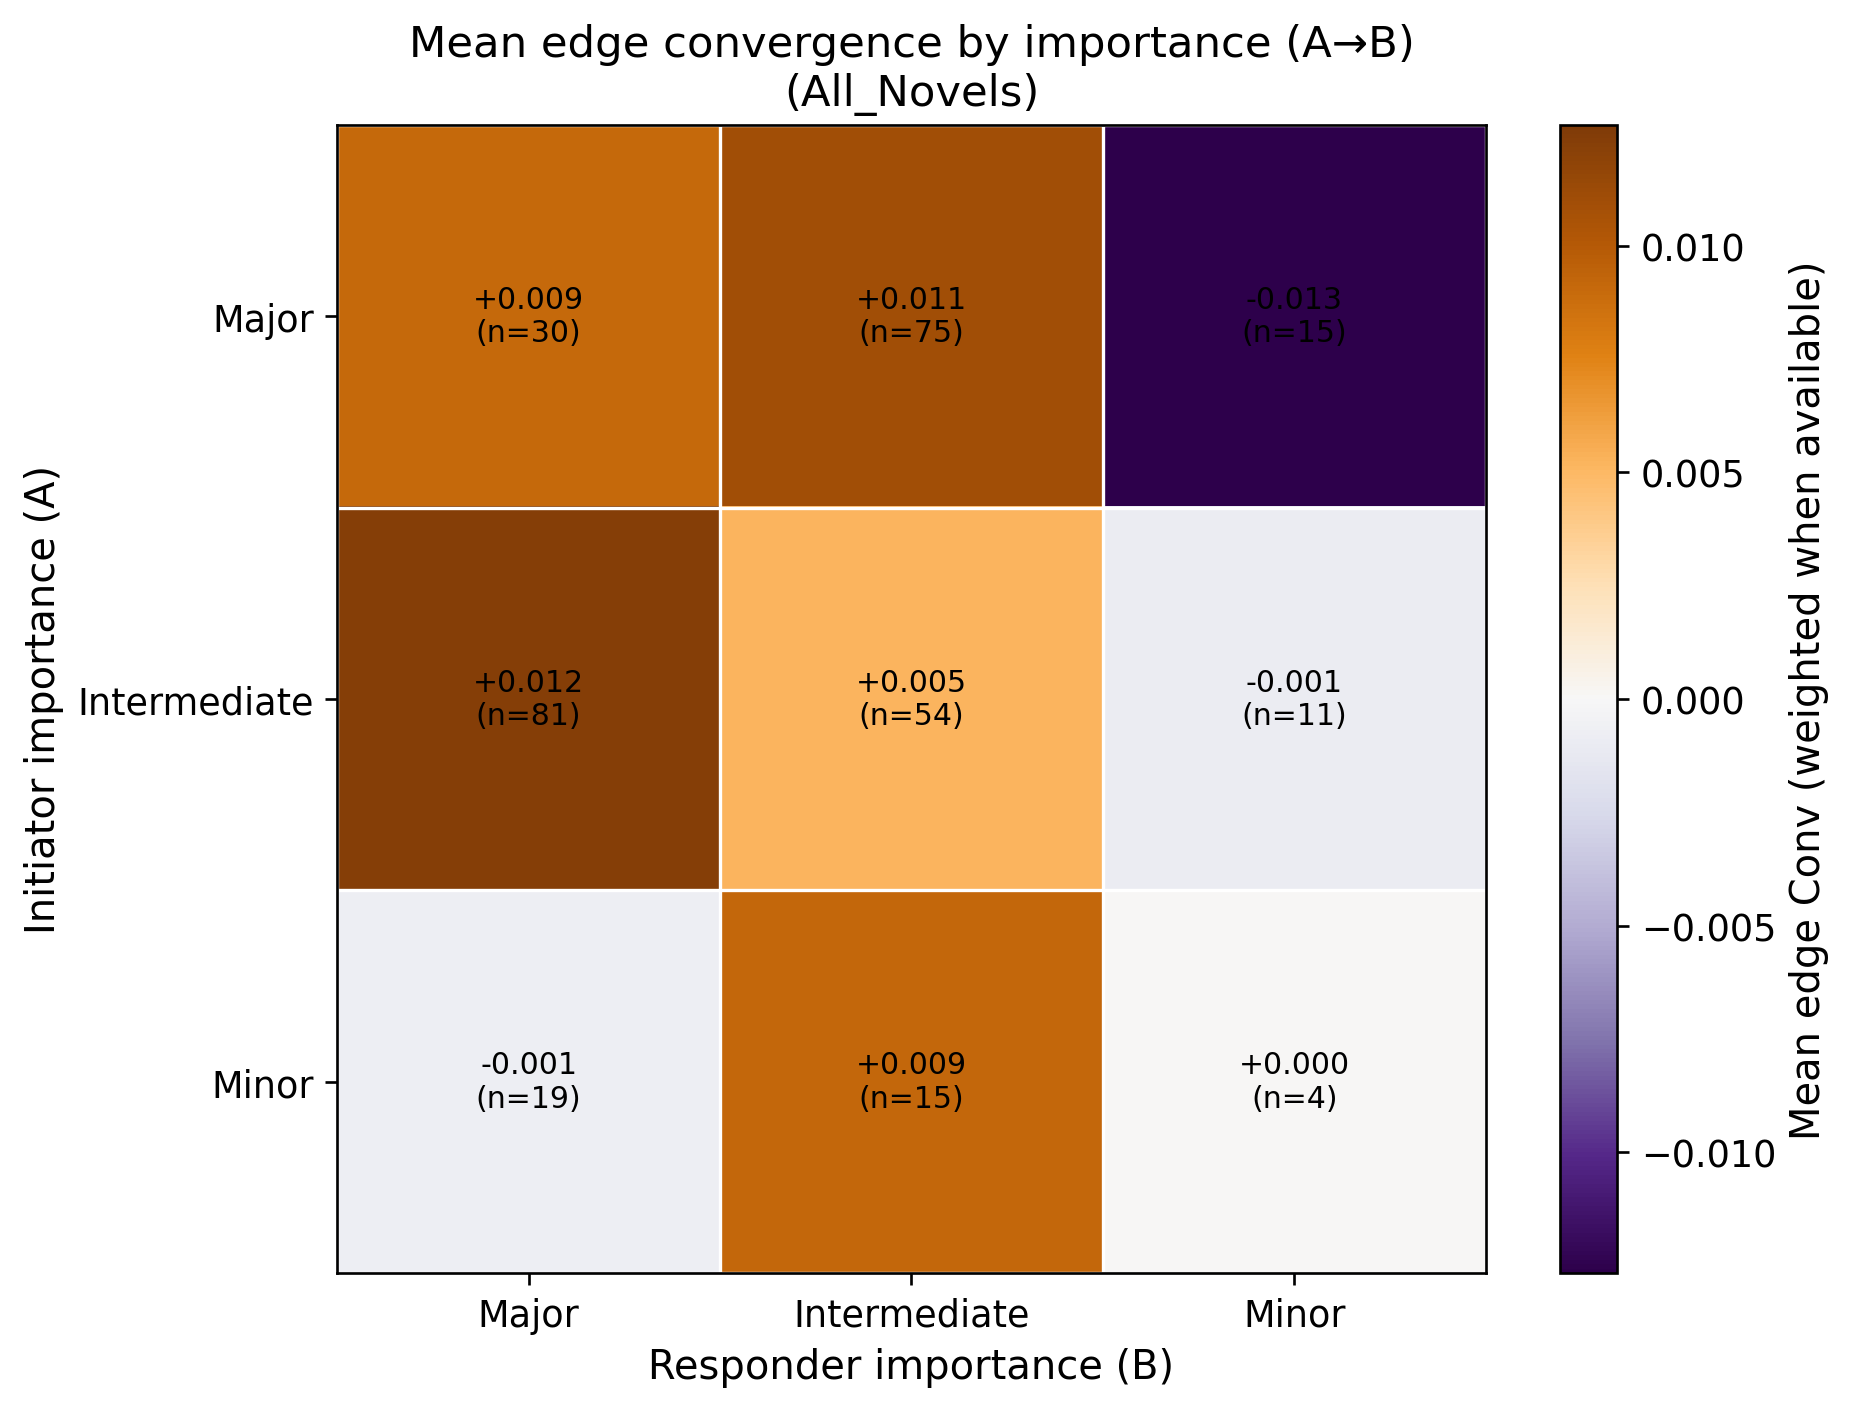 Mean edge convergence by importance (A→B)
(All_Novels)
Initiator importance (A)
Major
Intermediate
Minor
+0.009
(n=30)
+0.011
(n=75)
-0.013
(n=15)
+0.012
(n=81)
+0.005
(n=54)
-0.001
(n=11)
-0.001
(n=19)
+0.009
(n=15)
+0.000
(n=4)
Major
Intermediate
Minor
Responder importance (B)
0.010
0.005
0.000
−0.005
−0.010
Mean edge Conv (weighted when available)